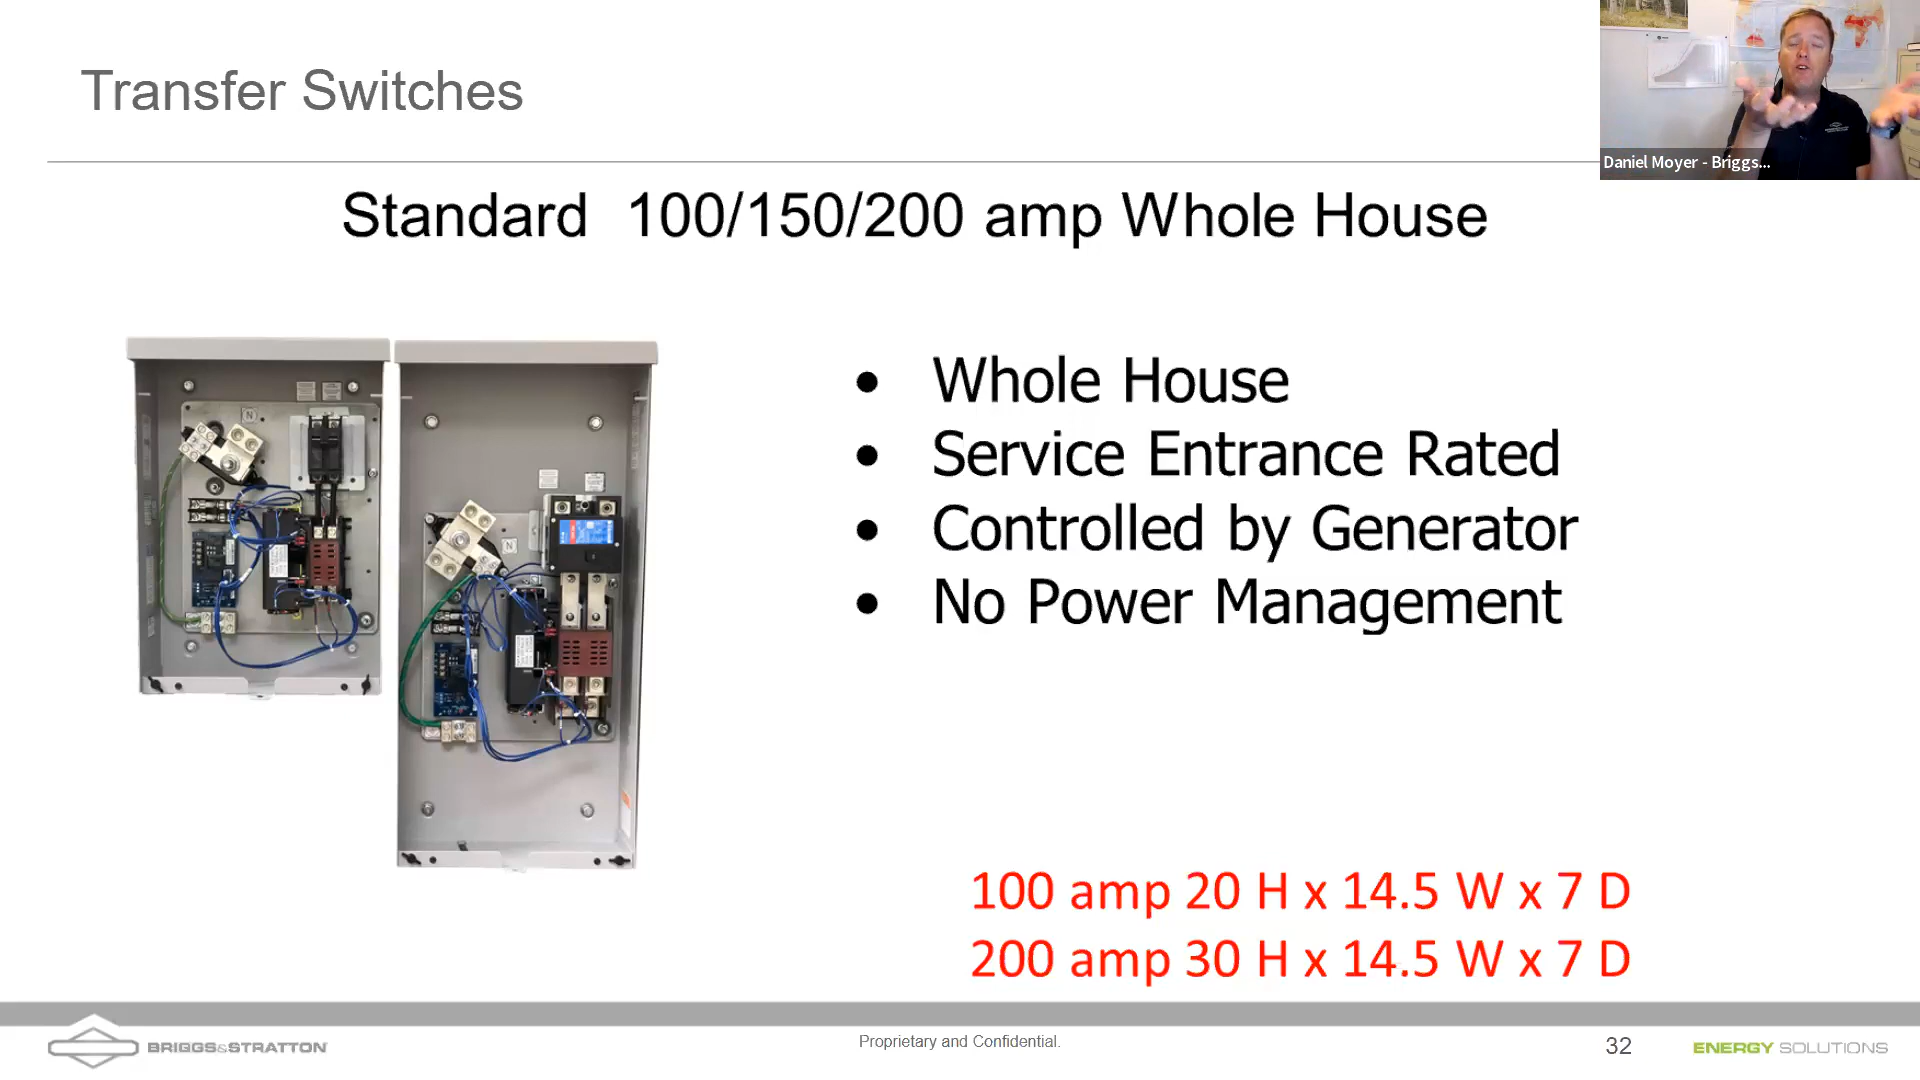 Transfer Switches
Daniel Moyer - Briggs...
Standard 100/150/200 amp Whole House
• Whole House
• Service Entrance Rated
• Controlled by Generator
• No Power Management
N
N
100 amp 20 H x 14.5 W x 7 D
200 amp 30 H x 14.5 W x 7 D
BRIGGS&STRATTON
Proprietary and Confidential.
32
ENERGY SOLUTIONS